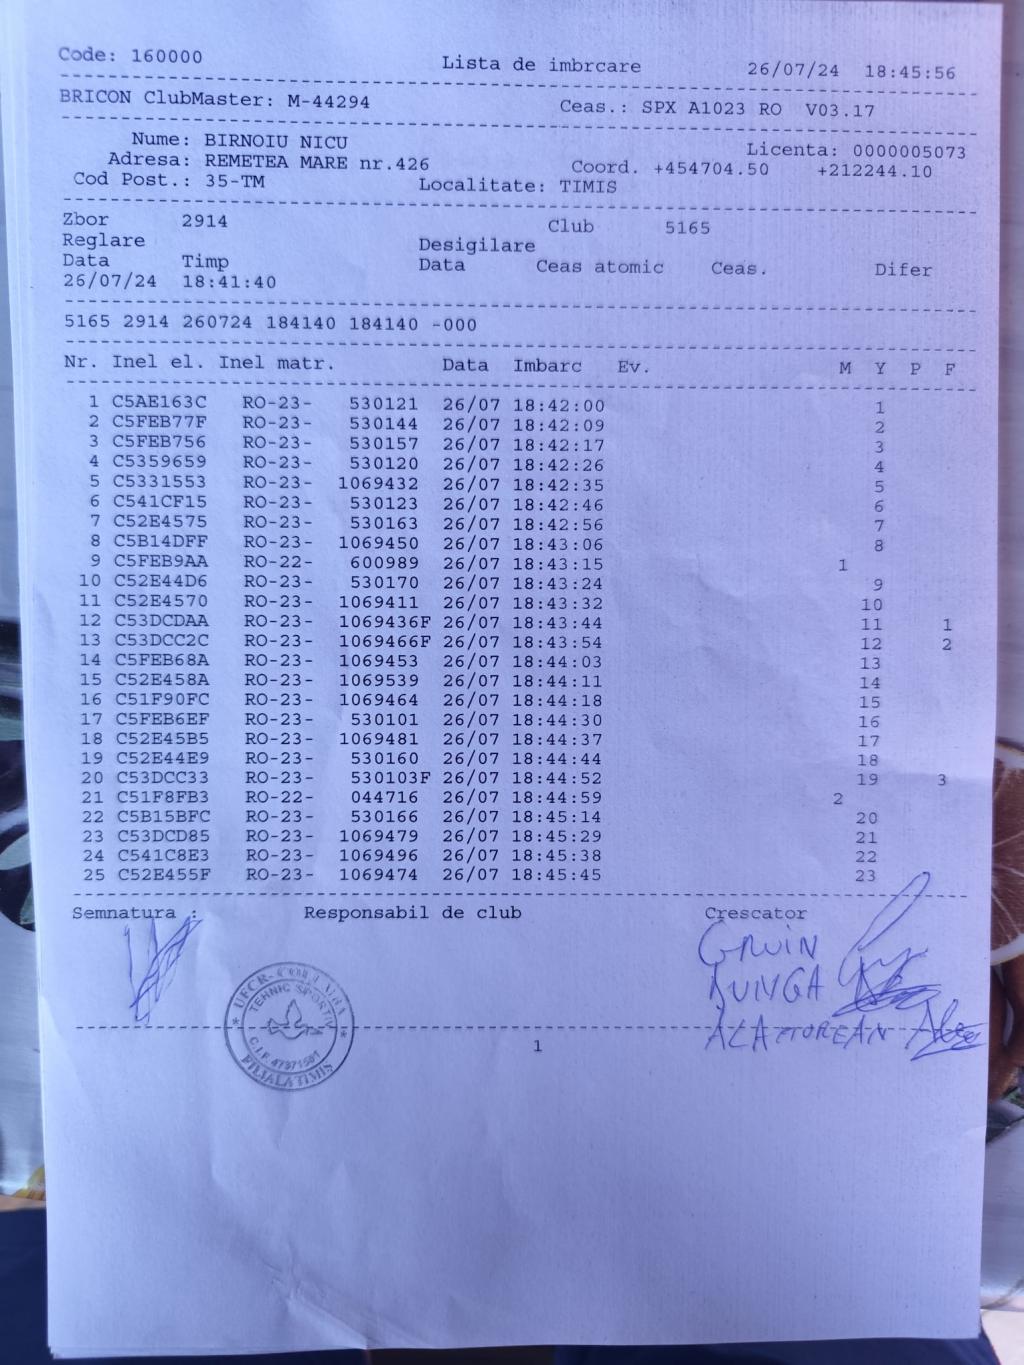 Code: 160000 Lista de imbrcare 26/07/24 18:45:56
BRICON ClubMaster: M-44294 Ceas.: SPX A1023 RO V03.17
Nume: BIRNOIU NICU Licenta: 0000005073
Adresa: REMETEA MARE nr.426 Coord. +454704.50 +212244.10
Cod Post.: 35-TM Localitate: TIMIS
Zbor 2914 Club 5165
Reglare Desigilare
Data Timp Data Ceas atomic Ceas. Difer
26/07/24 18:41:40
5165 2914 260724 184140 184140 -000
Nr. Inel el. Inel matr. Data Imbarc Ev. M Y P F
1 C5AE163C RO-23- 530121 26/07 18:42:00 1
2 C5FEB77F RO-23- 530144 26/07 18:42:09 2
3 C5FEB756 RO-23- 530157 26/07 18:42:17 3
4 C5359659 RO-23- 530120 26/07 18:42:26 4
5 C5331553 RO-23- 1069432 26/07 18:42:35 5
6 C541CF15 RO-23- 530123 26/07 18:42:46 6
7 C52E4575 RO-23- 530163 26/07 18:42:56 7
8 C5B14DFF RO-23- 1069450 26/07 18:43:06 8
9 C5FEB9AA RO-22- 600989 26/07 18:43:15 1
10 C52E44D6 RO-23- 530170 26/07 18:43:24 9
11 C52E4570 RO-23- 1069411 26/07 18:43:32 10
12 C53DCDAA RO-23- 1069436F 26/07 18:43:44 11 1
13 C53DCC2C RO-23- 1069466F 26/07 18:43:54 12 2
14 C5FEB68A RO-23- 1069453 26/07 18:44:03 13
15 C52E458A RO-23- 1069539 26/07 18:44:11 14
16 C51F90FC RO-23- 1069464 26/07 18:44:18 15
17 C5FEB6EF RO-23- 530101 26/07 18:44:30 16
18 C52E45B5 RO-23- 1069481 26/07 18:44:37 17
19 C52E44E9 RO-23- 530160 26/07 18:44:44 18
20 C53DCC33 RO-23- 530103F 26/07 18:44:52 19 3
21 C51F8FB3 RO-22- 044716 26/07 18:44:59 2
22 C5B15BFC RO-23- 530166 26/07 18:45:14 20
23 C53DCD85 RO-23- 1069479 26/07 18:45:29 21
24 C541C8E3 RO-23- 1069496 26/07 18:45:38 22
25 C52E455F RO-23- 1069474 26/07 18:45:45 23
Semnatura : Responsabil de club Crescator
TEHNIC SPORTIV
FILIALA TIMIS
1